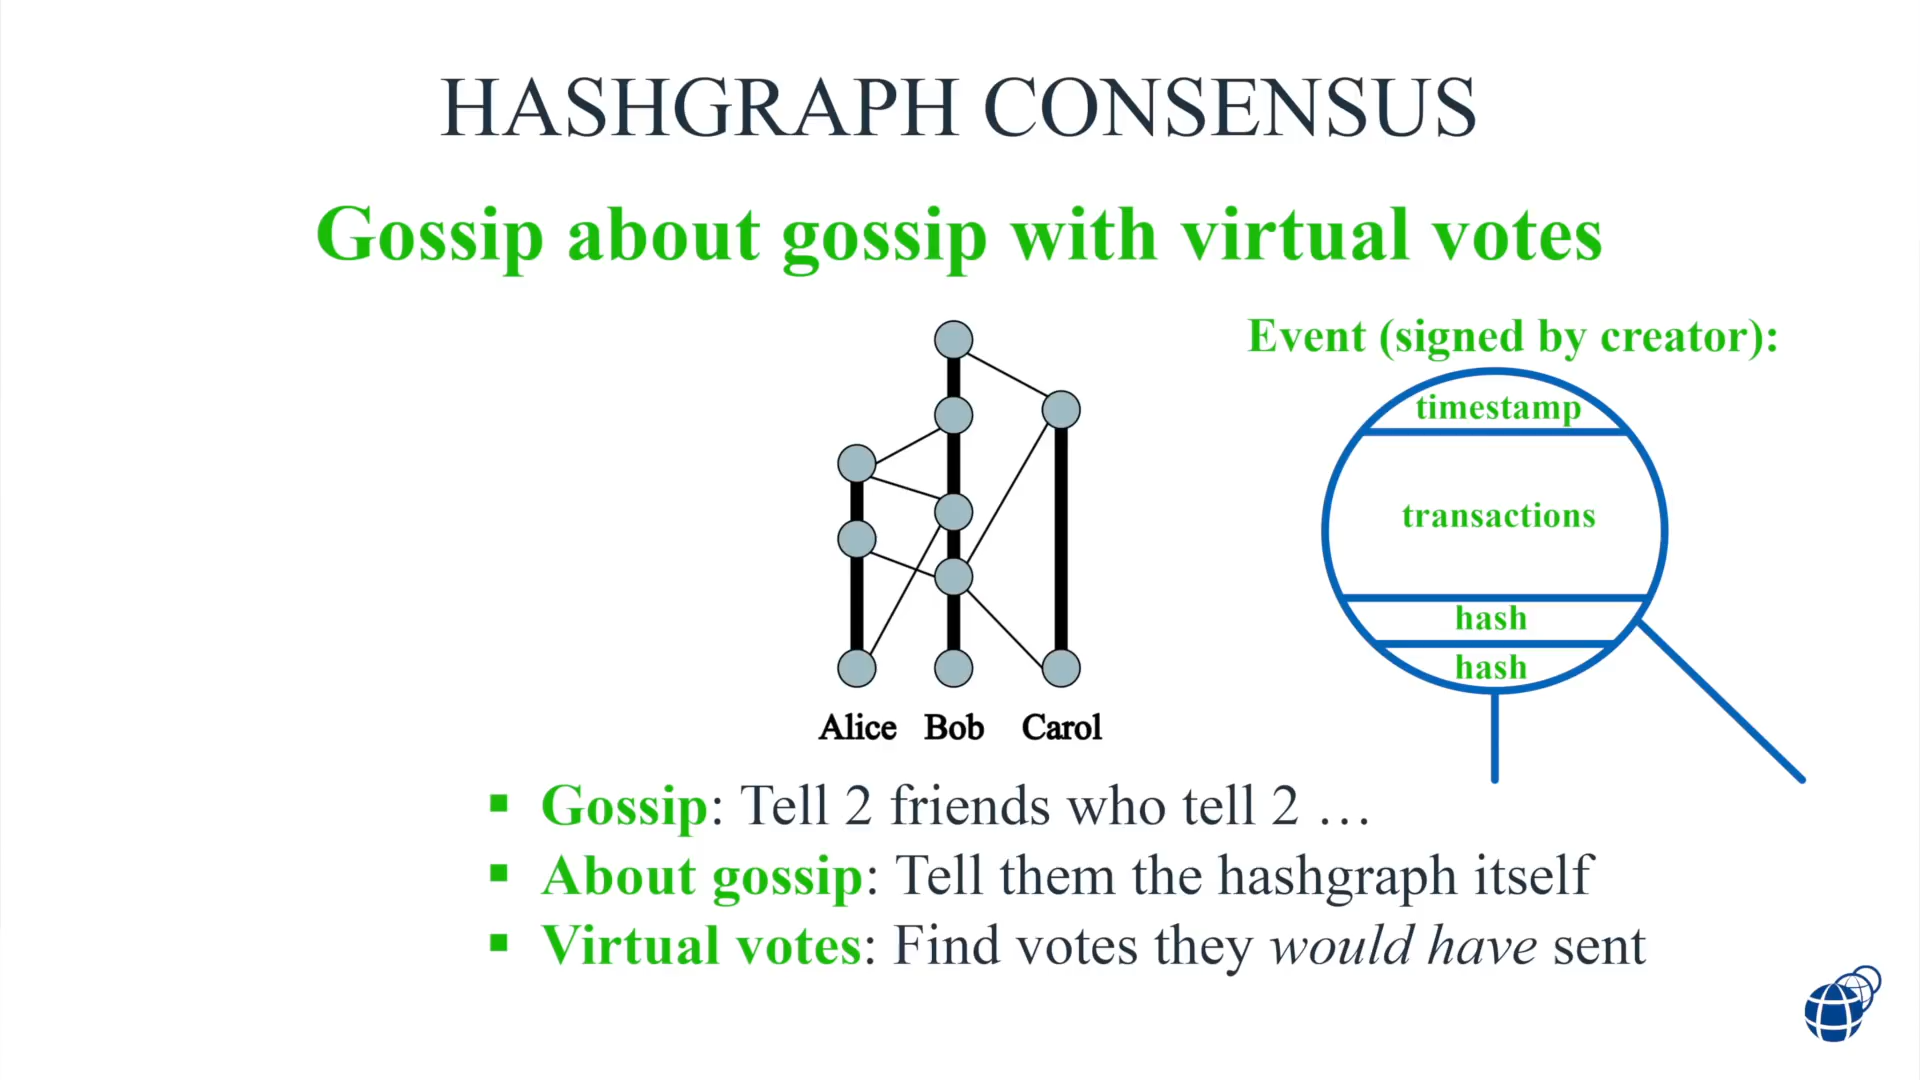 HASHGRAPH CONSENSUS
Gossip about gossip with virtual votes
Event (signed by creator):
timestamp
transactions
hash
hash
Alice Bob Carol
▪ Gossip: Tell 2 friends who tell 2 …
▪ About gossip: Tell them the hashgraph itself
▪ Virtual votes: Find votes they would have sent